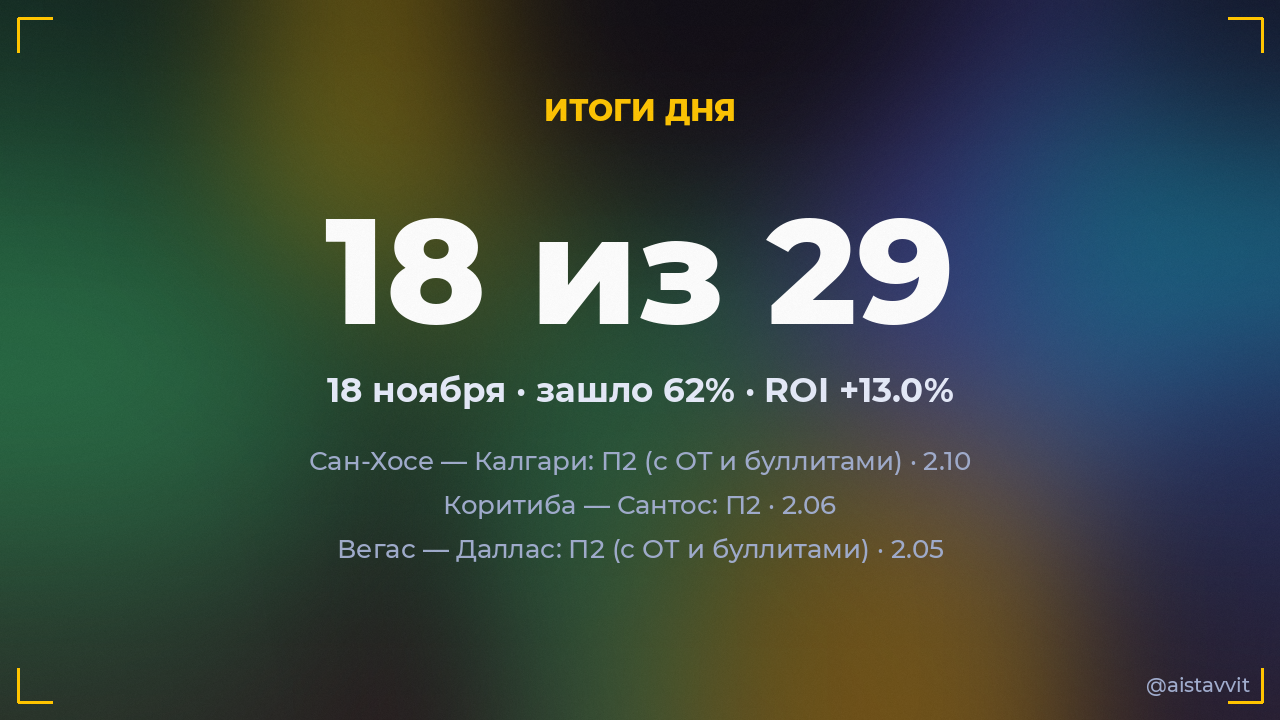 ИТОГИ ДНЯ
18 из 29
18 ноября · зашло 62% · ROI +13.0%
Сан-Хосе — Калгари: П2 (с ОТ и буллитами) · 2.10
Коритиба — Сантос: П2 · 2.06
Вегас — Даллас: П2 (с ОТ и буллитами) · 2.05
@aistavvit